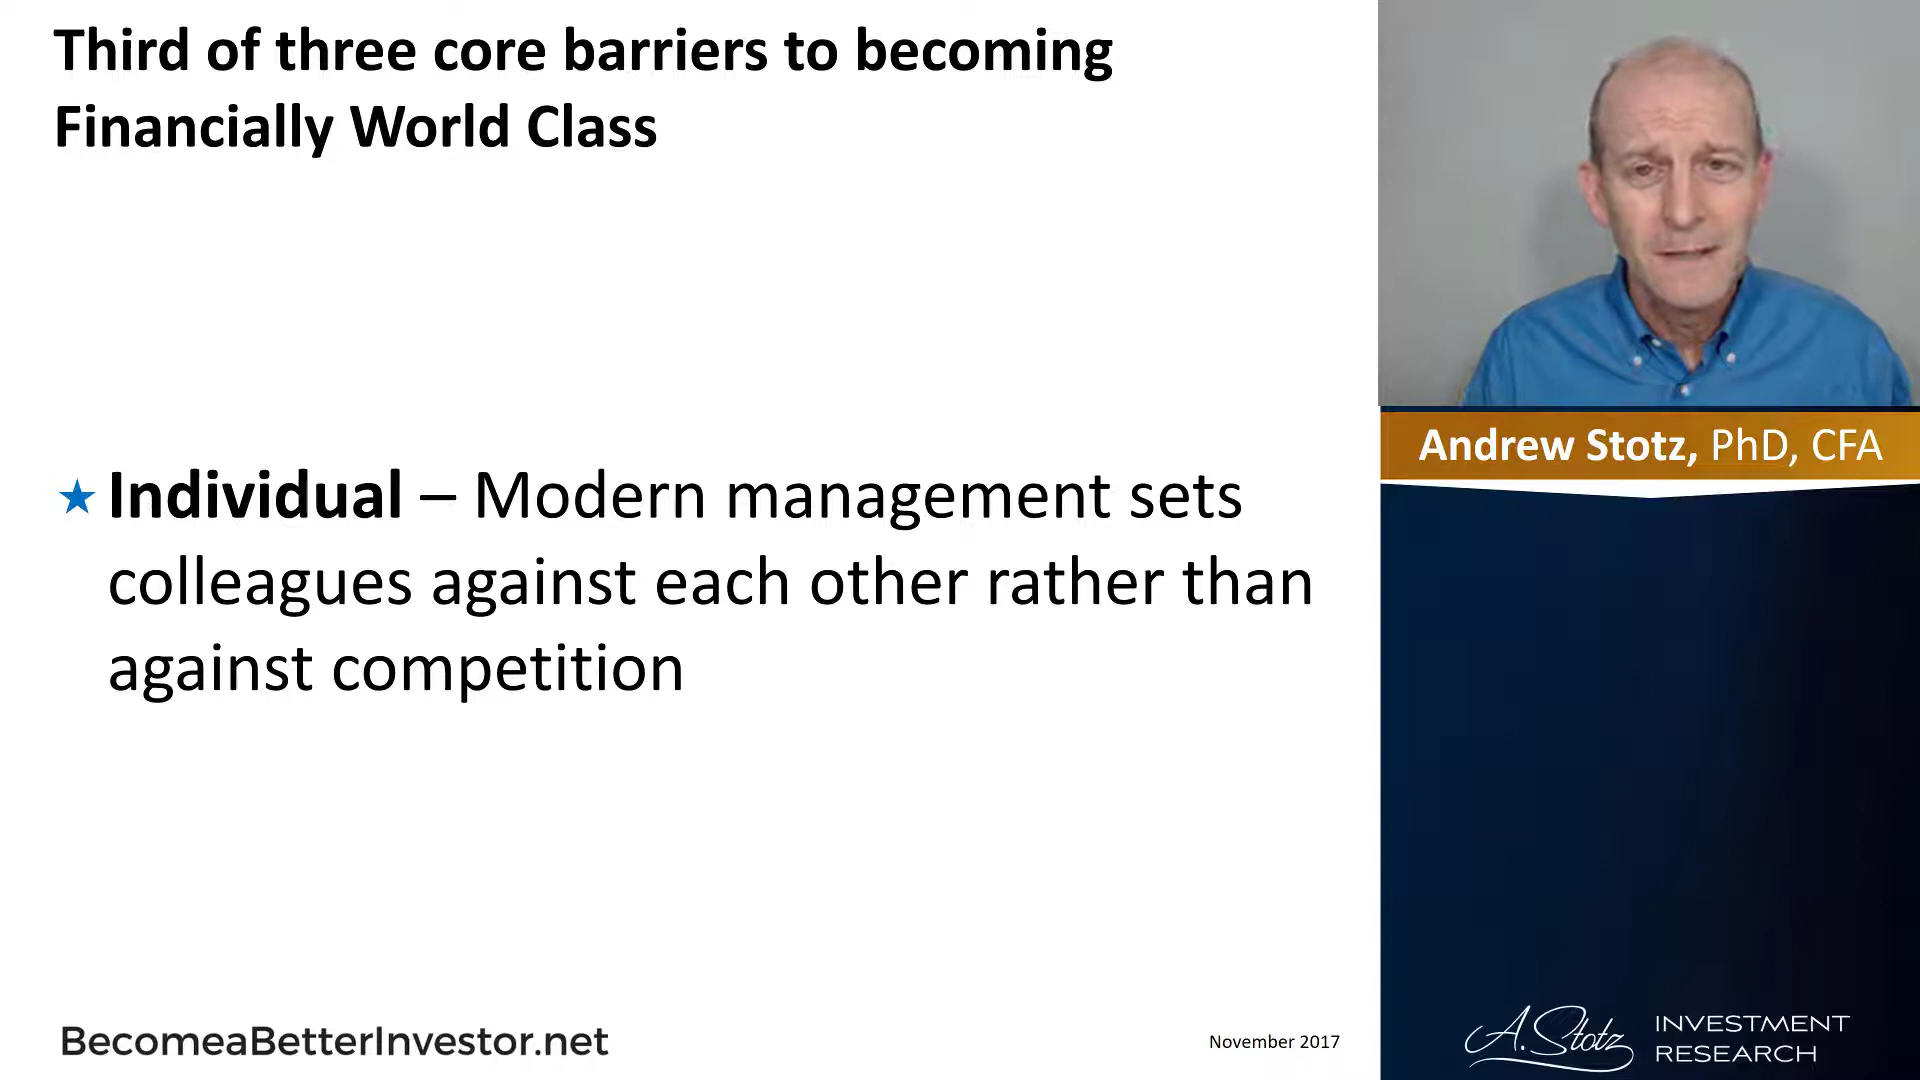 Third of three core barriers to becoming
Financially World Class
Individual – Modern management sets
colleagues against each other rather than
against competition
BecomeaBetterInvestor.net
November 2017
Andrew Stotz, PhD, CFA
A. Stotz
INVESTMENT
RESEARCH